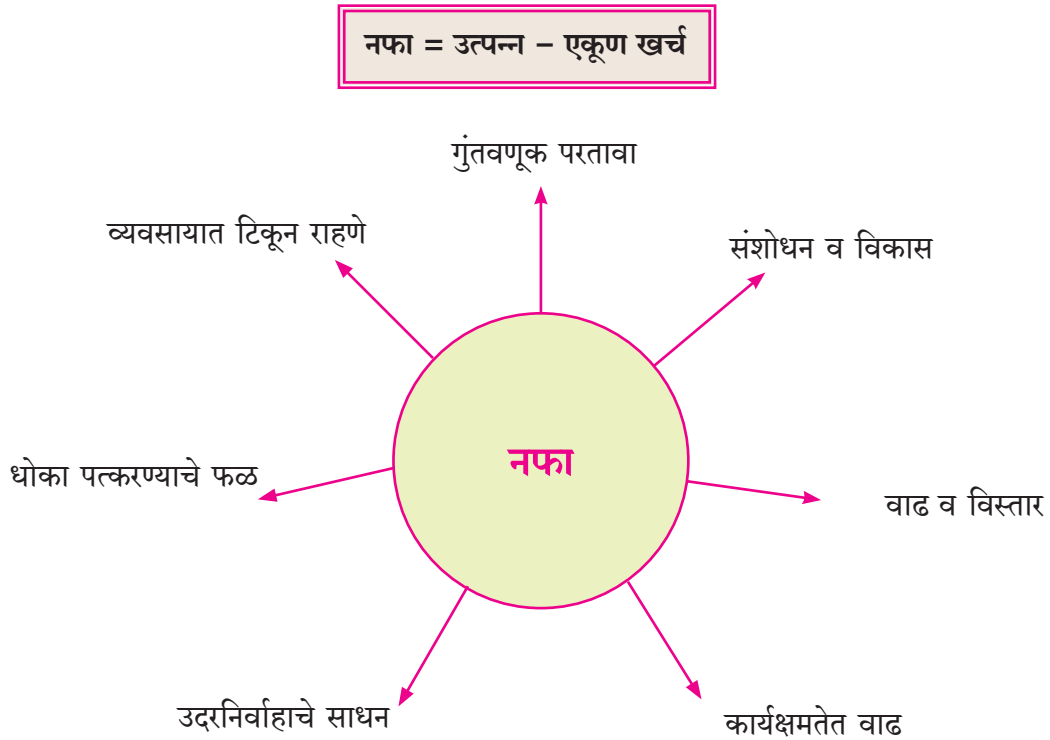 नफा = उत्पन्न – एकूण खर्च
गुंतवणूक परतावा
व्यवसायात टिकून राहणे
संशोधन व विकास
नफा
धोका पत्करण्याचे फळ
वाढ व विस्तार
उदरनिर्वाहाचे साधन
कार्यक्षमतेत वाढ